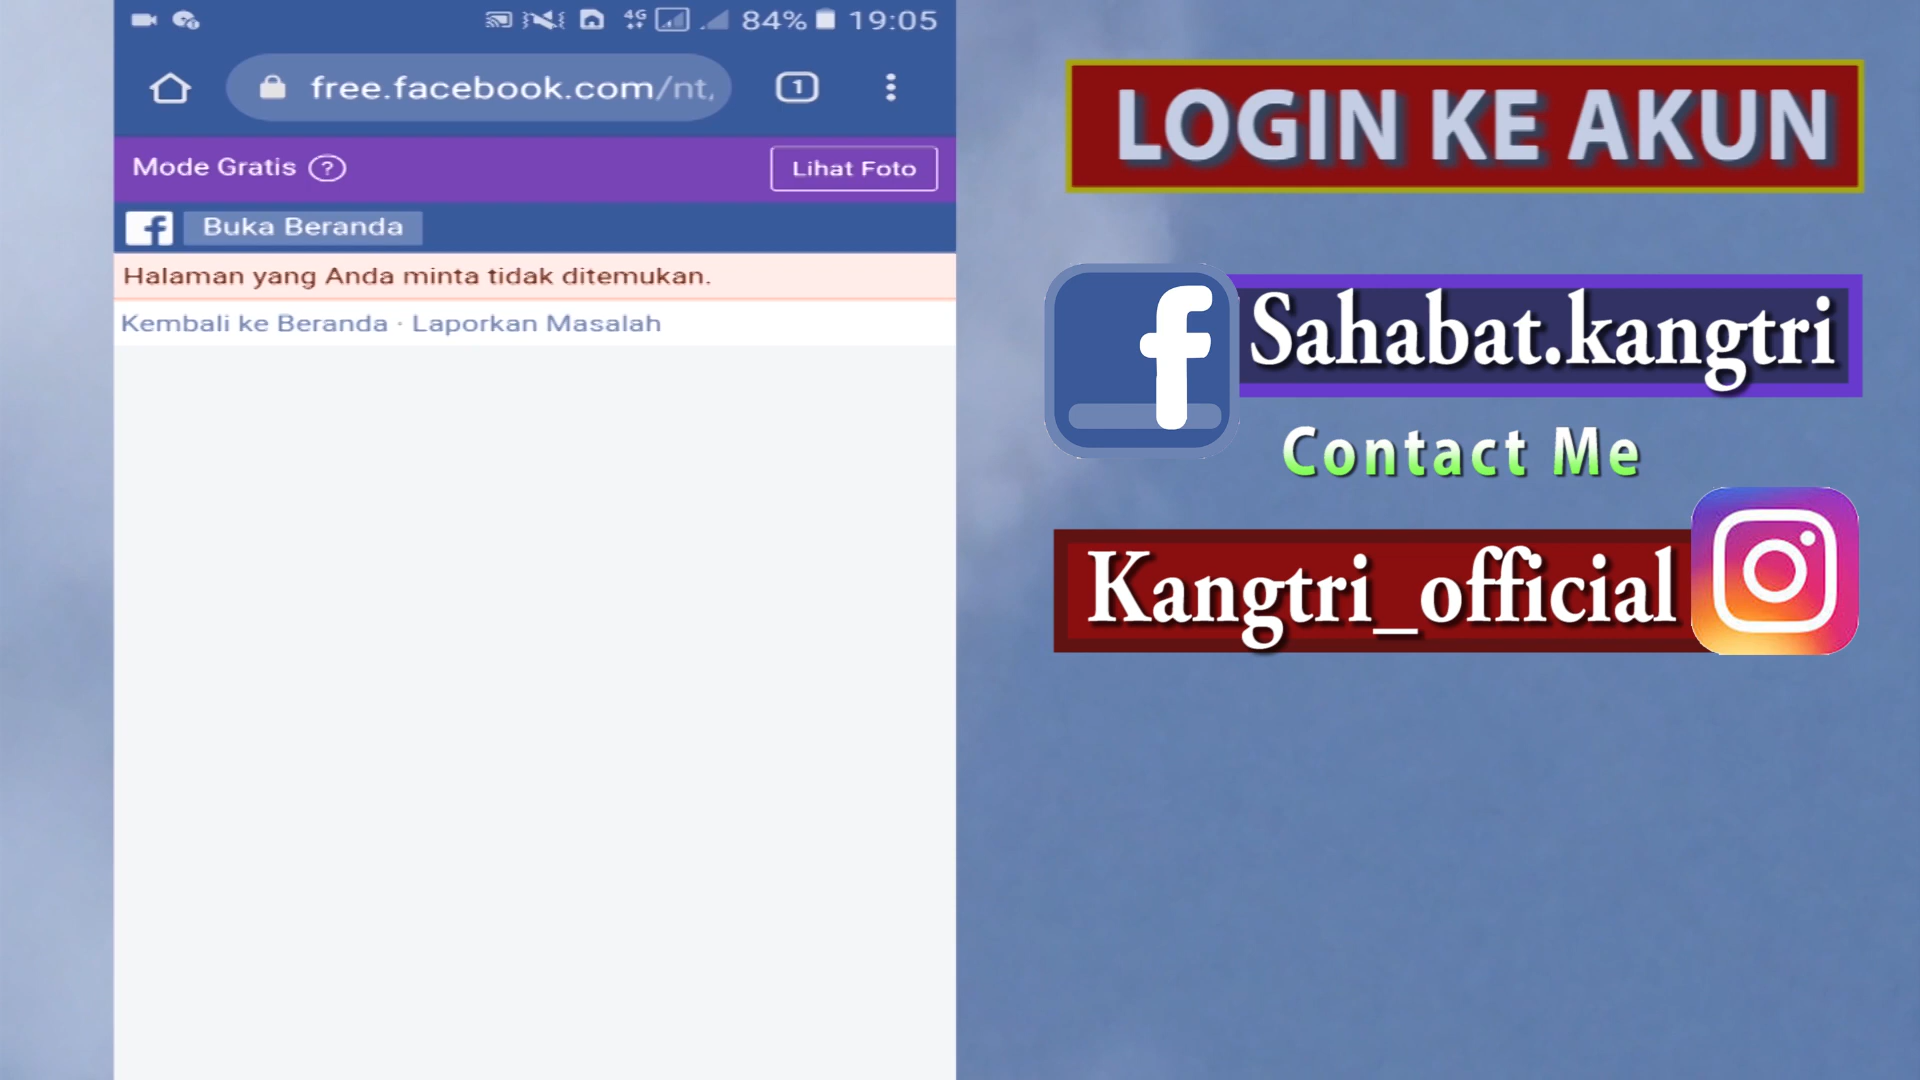 4G 84% 19:05
free.facebook.com/nt,
1
Mode Gratis ?
Lihat Foto
Buka Beranda
Halaman yang Anda minta tidak ditemukan.
Kembali ke Beranda · Laporkan Masalah
LOGIN KE AKUN
Sahabat.kangtri
Contact Me
Kangtri_official